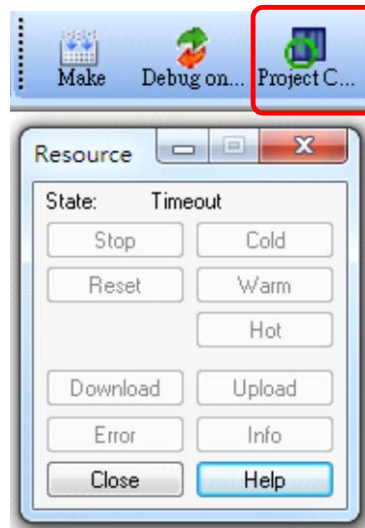 Make Debug on... Project C...
Resource
State: Timeout
Stop Cold
Reset Warm
Hot
Download Upload
Error Info
Close Help